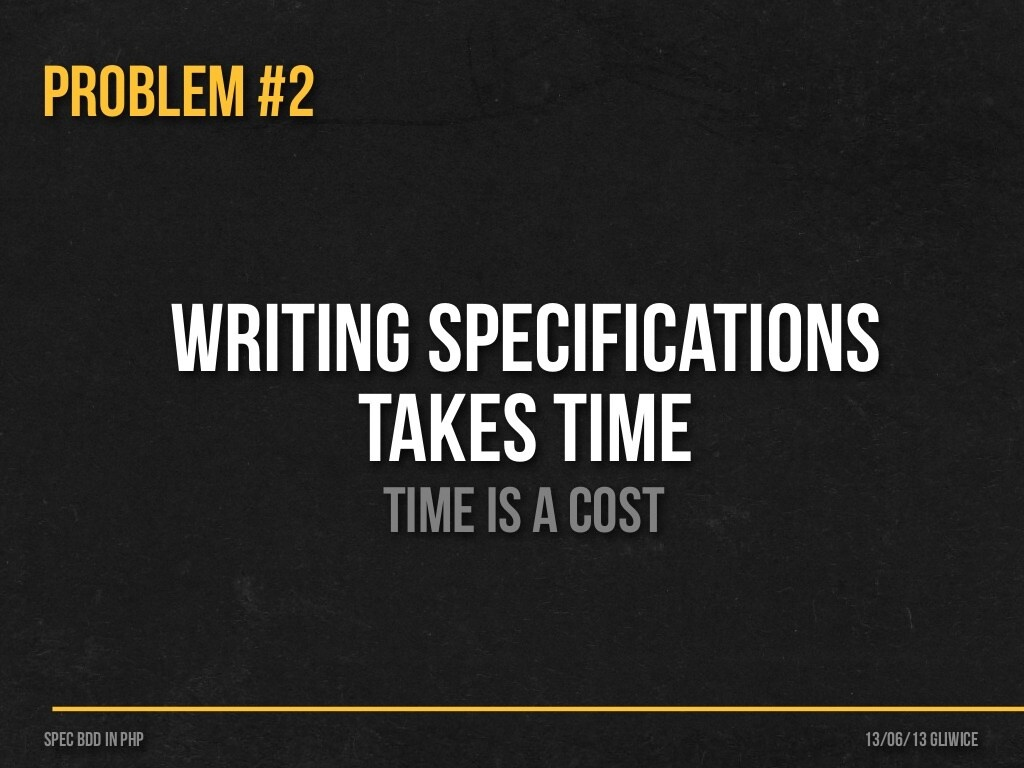 PROBLEM #2
WRITING SPECIFICATIONS
TAKES TIME
TIME IS A COST
SPEC BDD IN PHP
13/06/13 GLIWICE